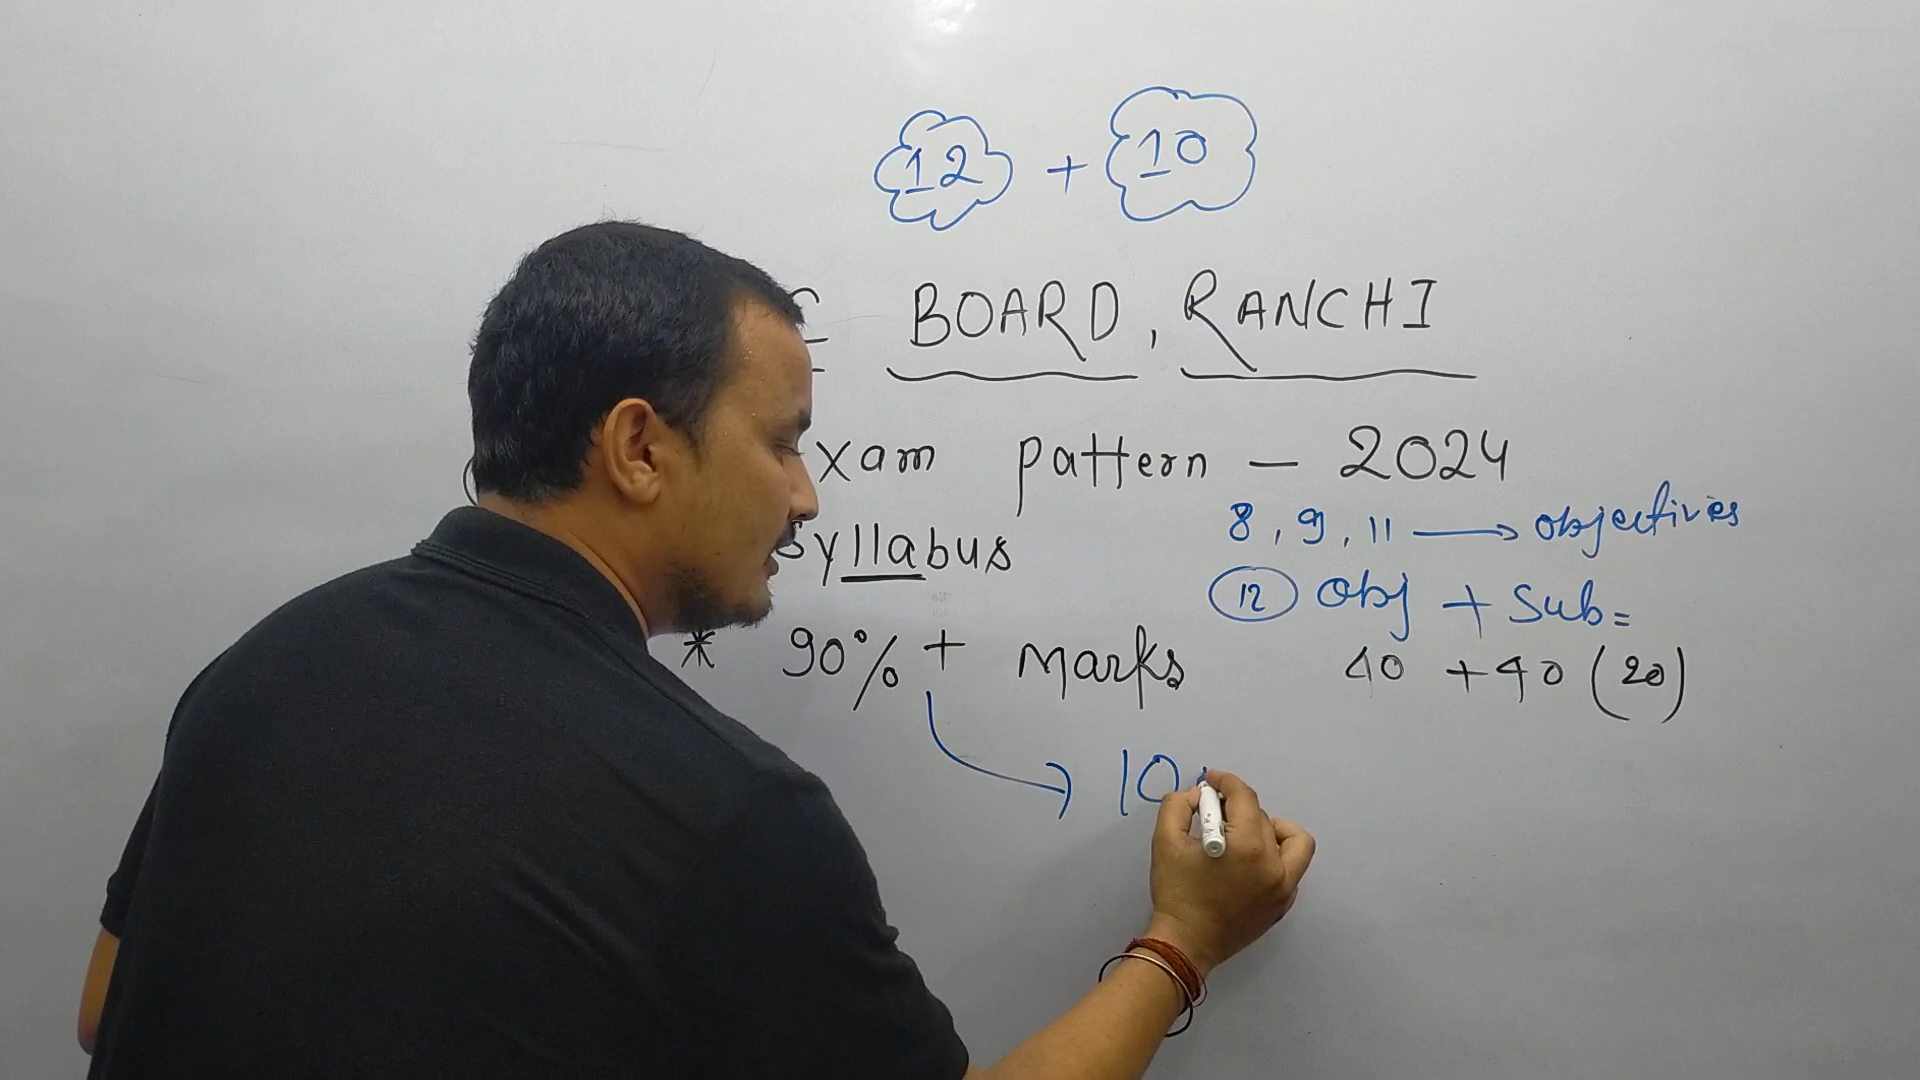 12 + 10
C BOARD, RANCHI
xam pattern – 2024
8, 9, 11 → objectives
syllabus
12 Obj + Sub=
* 90% + marks
40 + 40 (20)
→ 10